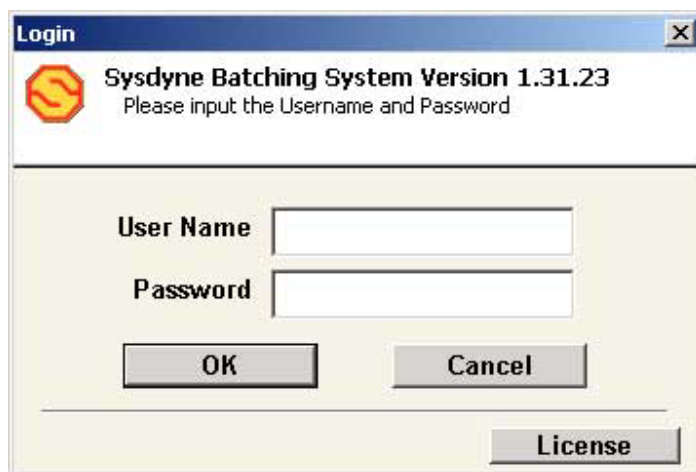 Login
Sysdyne Batching System Version 1.31.23
Please input the Username and Password
User Name
Password
OK Cancel
License